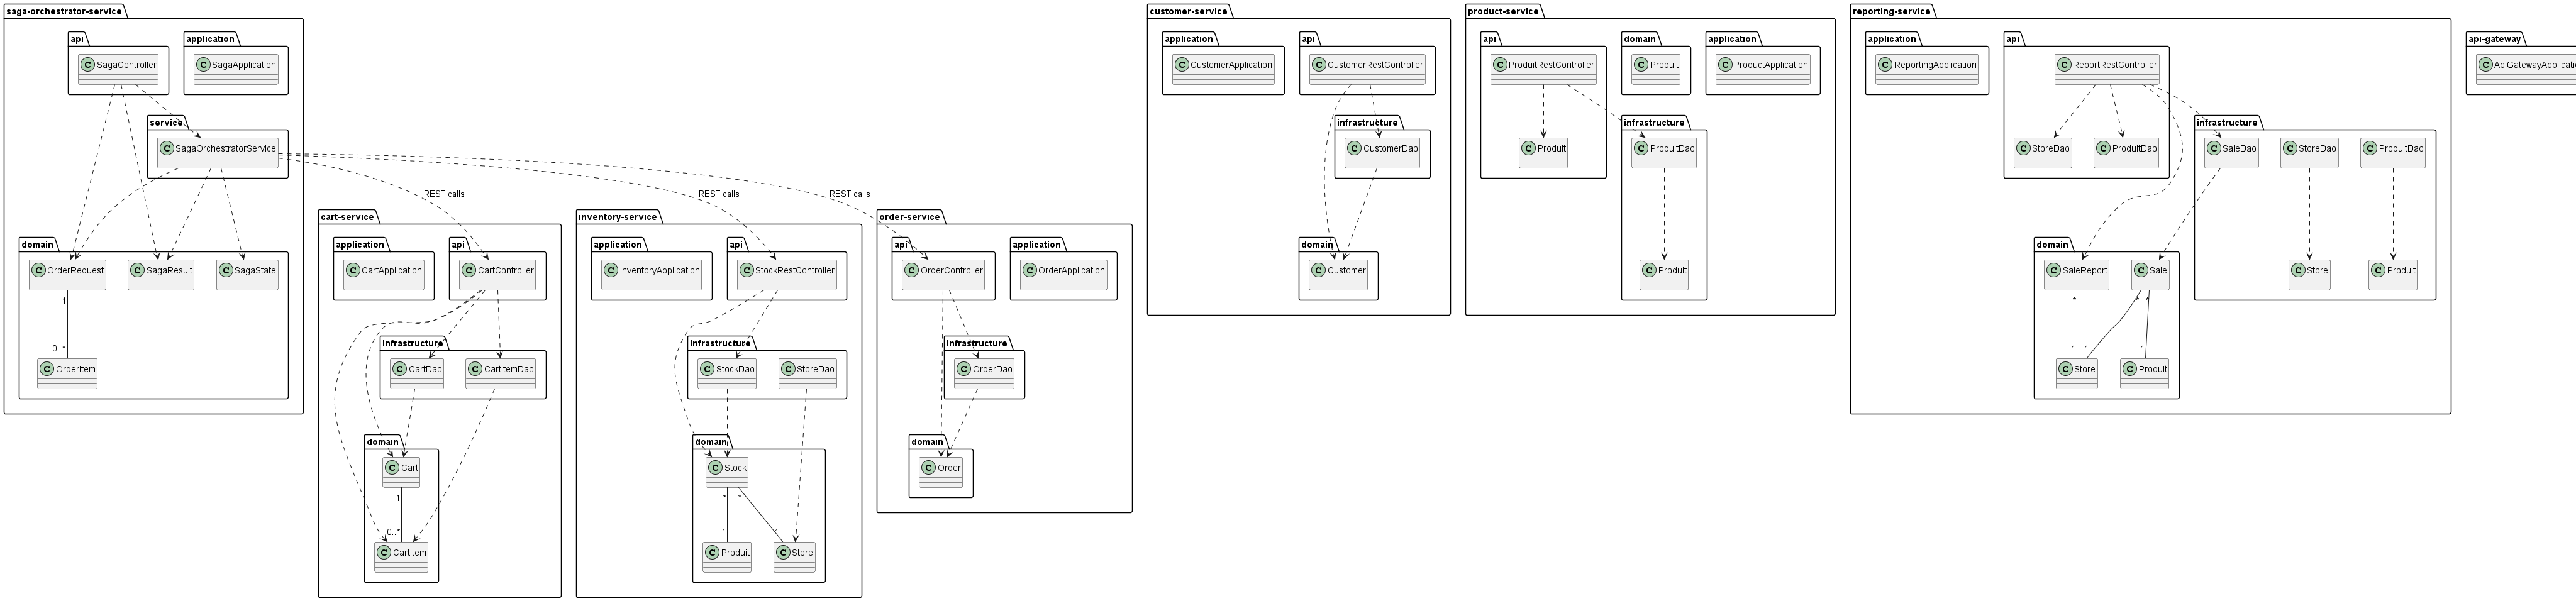 saga-orchestrator-service
api
C SagaController
application
C SagaApplication
service
C SagaOrchestratorService
domain
C OrderRequest
C SagaResult
C SagaState
1
0..*
C OrderItem
REST calls
REST calls
REST calls
cart-service
application
C CartApplication
api
C CartController
infrastructure
C CartDao
C CartItemDao
domain
C Cart
1
0..*
C CartItem
inventory-service
application
C InventoryApplication
api
C StockRestController
infrastructure
C StockDao
C StoreDao
domain
C Stock
*
*
1
1
C Produit
C Store
order-service
api
C OrderController
application
C OrderApplication
infrastructure
C OrderDao
domain
C Order
customer-service
application
C CustomerApplication
api
C CustomerRestController
infrastructure
C CustomerDao
domain
C Customer
product-service
api
C ProduitRestController
C Produit
domain
C Produit
application
C ProductApplication
infrastructure
C ProduitDao
C Produit
reporting-service
application
C ReportingApplication
api
C ReportRestController
C StoreDao
C ProduitDao
infrastructure
C SaleDao
C StoreDao
C ProduitDao
C Store
C Produit
domain
C SaleReport
C Sale
*
*
*
1
1
1
C Store
C Produit
api-gateway
C ApiGatewayApplicati